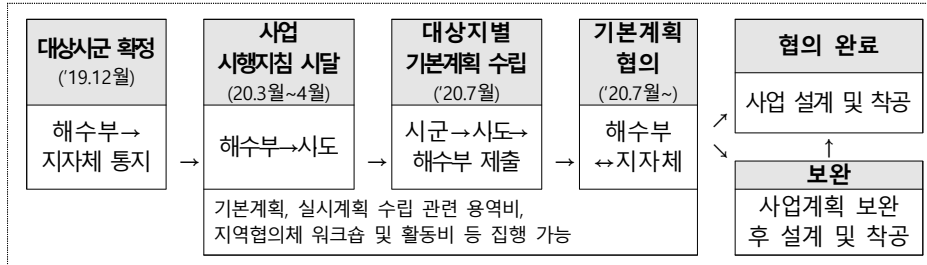 대상시군 확정
('19.12월)
해수부→
지자체 통지
→
사업
시행지침 시달
(20.3월~4월)
해수부→시도
→
대상지별
기본계획 수립
('20.7월)
시군→시도→
해수부 제출
→
기본계획
협의
('20.7월~)
해수부
↔지자체
기본계획, 실시계획 수립 관련 용역비,
지역협의체 워크숍 및 활동비 등 집행 가능
↗
↘
협의 완료
사업 설계 및 착공
↑
보완
사업계획 보완
후 설계 및 착공